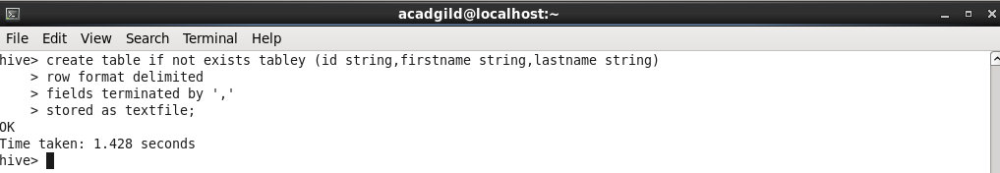 acadgild@localhost:~
File Edit View Search Terminal Help
hive> create table if not exists tabley (id string,firstname string,lastname string)
    > row format delimited
    > fields terminated by ','
    > stored as textfile;
OK
Time taken: 1.428 seconds
hive>